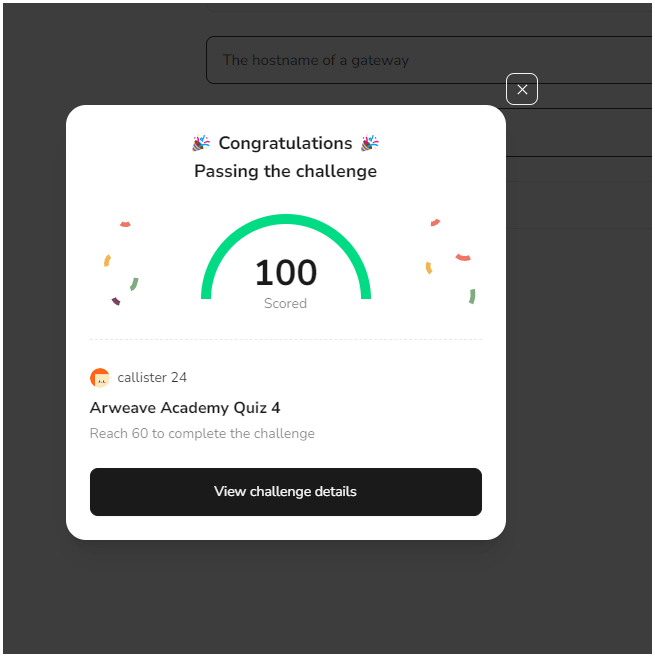 The hostname of a gateway
Congratulations
Passing the challenge
100
Scored
callister 24
Arweave Academy Quiz 4
Reach 60 to complete the challenge
View challenge details